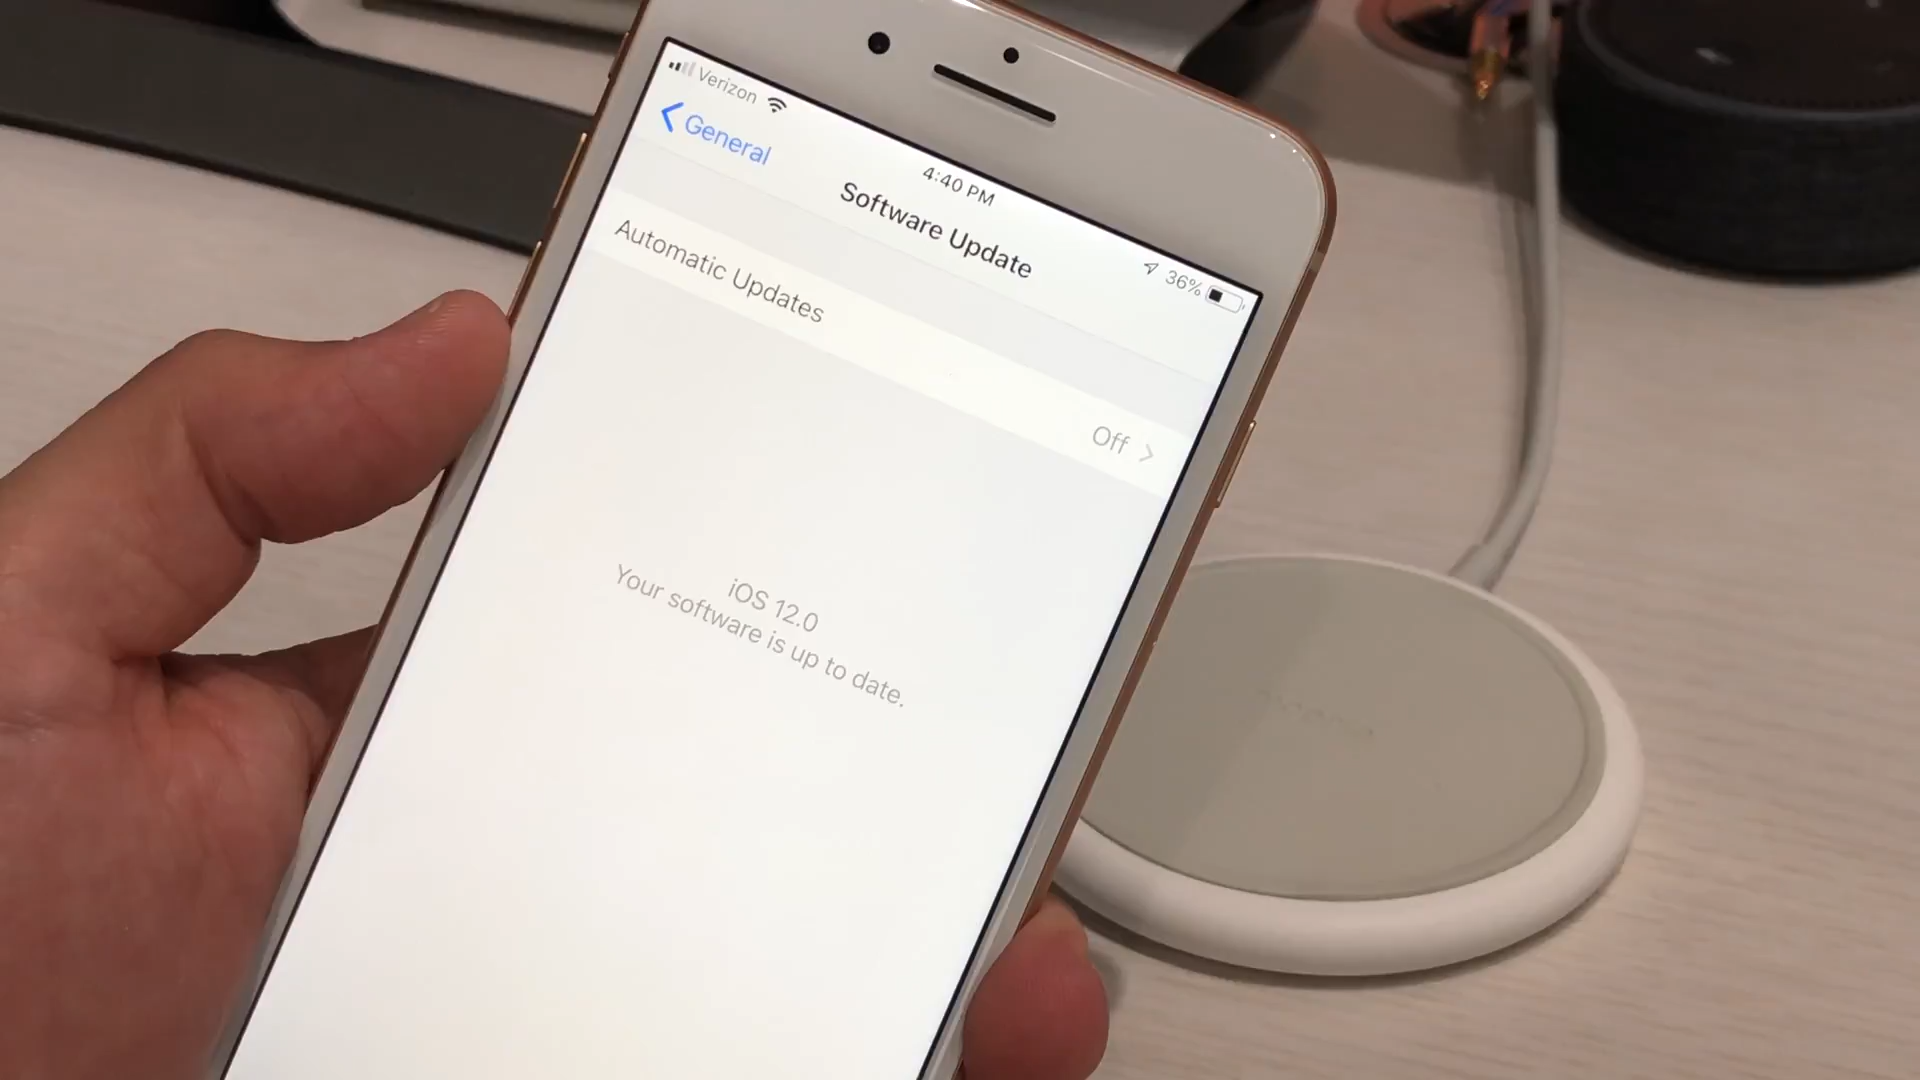 Verizon
4:40 PM
36%
General
Software Update
Automatic Updates
Off
iOS 12.0
Your software is up to date.